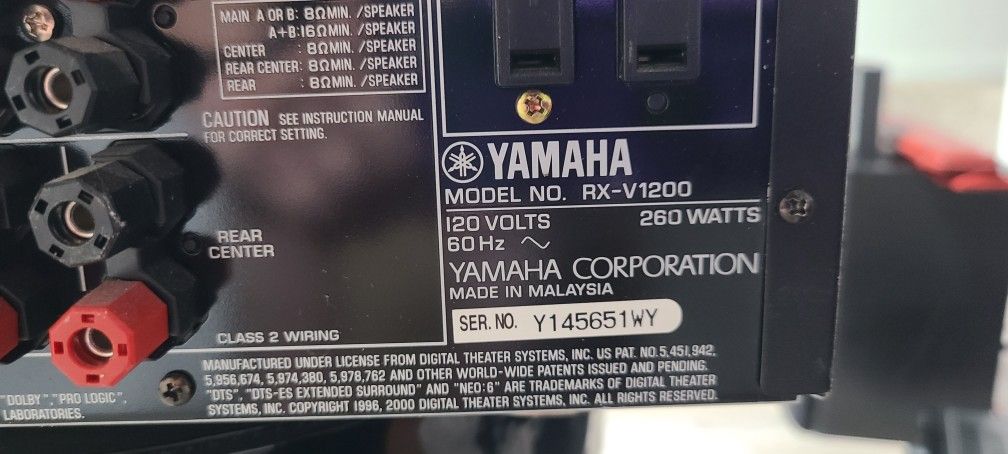 MAIN A OR B: 8ΩMIN. /SPEAKER
A+B:16ΩMIN. /SPEAKER
CENTER : 8ΩMIN. /SPEAKER
REAR CENTER: 8ΩMIN. /SPEAKER
REAR : 8ΩMIN. /SPEAKER
CAUTION SEE INSTRUCTION MANUAL
FOR CORRECT SETTING.
REAR
CENTER
CLASS 2 WIRING
YAMAHA
MODEL NO. RX-V1200
120 VOLTS 260 WATTS
60Hz ～
YAMAHA CORPORATION
MADE IN MALAYSIA
SER. NO. Y145651WY
MANUFACTURED UNDER LICENSE FROM DIGITAL THEATER SYSTEMS, INC. US PAT. NO.5,451,942,
5,956,674, 5,974,380, 5,978,762 AND OTHER WORLD-WIDE PATENTS ISSUED AND PENDING.
"DTS", "DTS-ES EXTENDED SURROUND" AND "NEO:6" ARE TRADEMARKS OF DIGITAL THEATER
SYSTEMS, INC. COPYRIGHT 1996, 2000 DIGITAL THEATER SYSTEMS, INC. ALL RIGHTS RESERVED.
"DOLBY", "PRO LOGIC",
LABORATORIES.